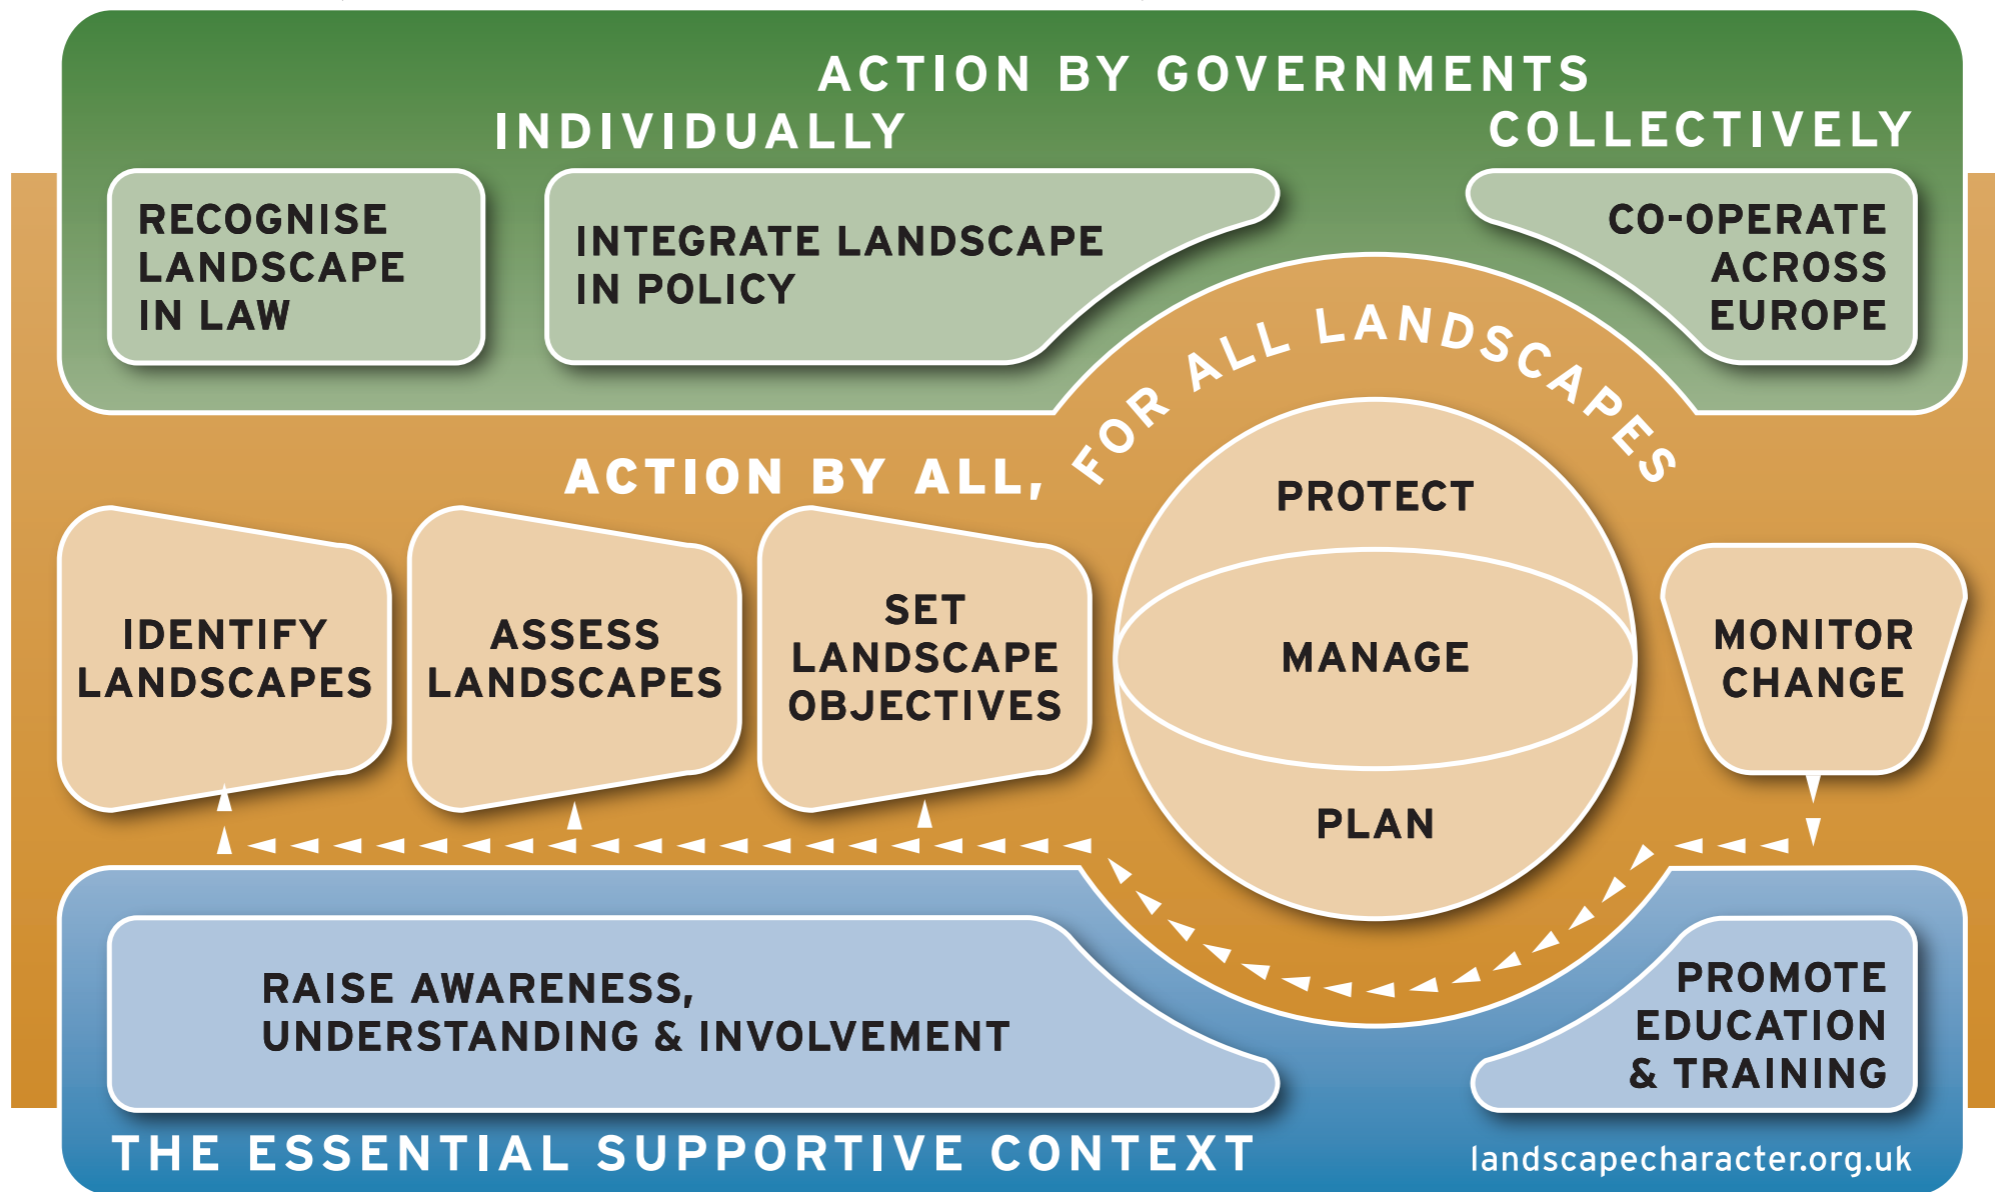 ACTION BY GOVERNMENTS
INDIVIDUALLY
COLLECTIVELY
RECOGNISE
LANDSCAPE
IN LAW
INTEGRATE LANDSCAPE
IN POLICY
CO-OPERATE
ACROSS
EUROPE
ACTION BY ALL, FOR ALL LANDSCAPES
IDENTIFY
LANDSCAPES
ASSESS
LANDSCAPES
SET
LANDSCAPE
OBJECTIVES
PROTECT
MANAGE
PLAN
MONITOR
CHANGE
RAISE AWARENESS,
UNDERSTANDING & INVOLVEMENT
PROMOTE
EDUCATION
& TRAINING
THE ESSENTIAL SUPPORTIVE CONTEXT
landscapecharacter.org.uk